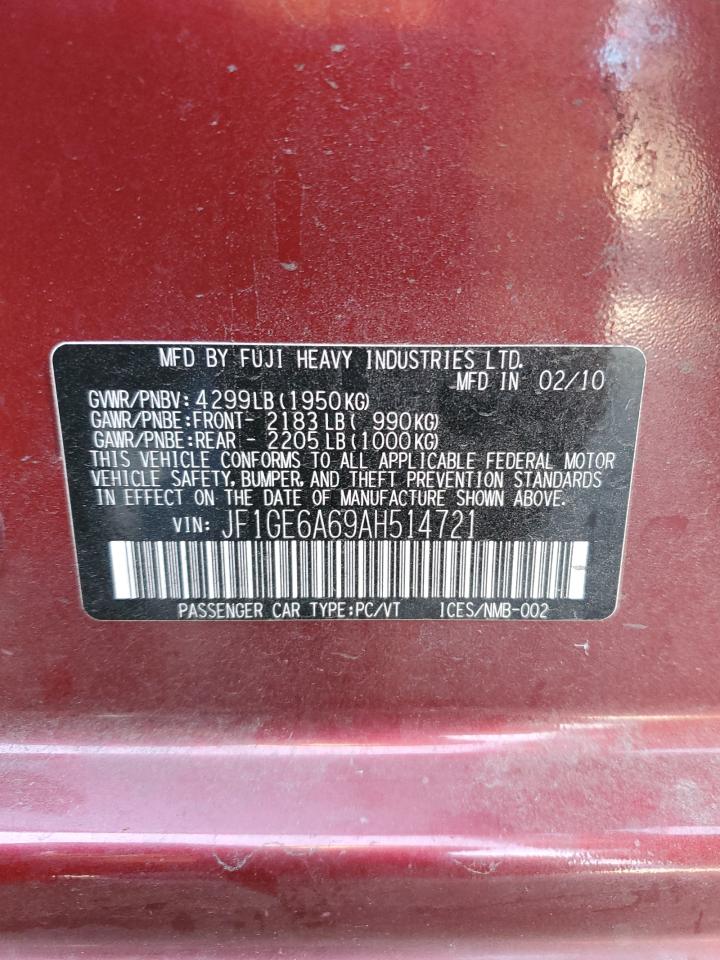 MFD BY FUJI HEAVY INDUSTRIES LTD.
MFD IN 02/10
GVWR/PNBV: 4299LB(1950KG)
GAWR/PNBE:FRONT- 2183LB( 990KG)
GAWR/PNBE:REAR - 2205LB(1000KG)
THIS VEHICLE CONFORMS TO ALL APPLICABLE FEDERAL MOTOR
VEHICLE SAFETY, BUMPER, AND THEFT PREVENTION STANDARDS
IN EFFECT ON THE DATE OF MANUFACTURE SHOWN ABOVE.
VIN: JF1GE6A69AH514721
PASSENGER CAR TYPE:PC/VT ICES/NMB-002